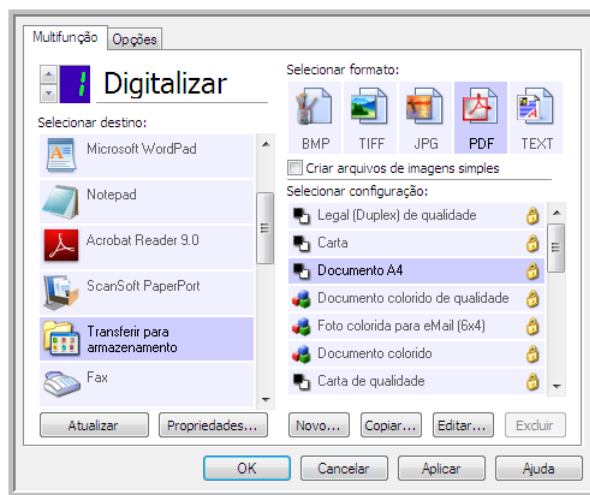 Multifunção
Opções
1
Digitalizar
Selecionar destino:
Microsoft WordPad
Notepad
Acrobat Reader 9.0
ScanSoft PaperPort
Transferir para
armazenamento
Fax
Atualizar
Propriedades...
Selecionar formato:
BMP
TIFF
JPG
PDF
TEXT
Criar arquivos de imagens simples
Selecionar configuração:
Legal (Duplex) de qualidade
Carta
Documento A4
Documento colorido de qualidade
Foto colorida para eMail (6x4)
Documento colorido
Carta de qualidade
Novo...
Copiar...
Editar...
Excluir
OK
Cancelar
Aplicar
Ajuda